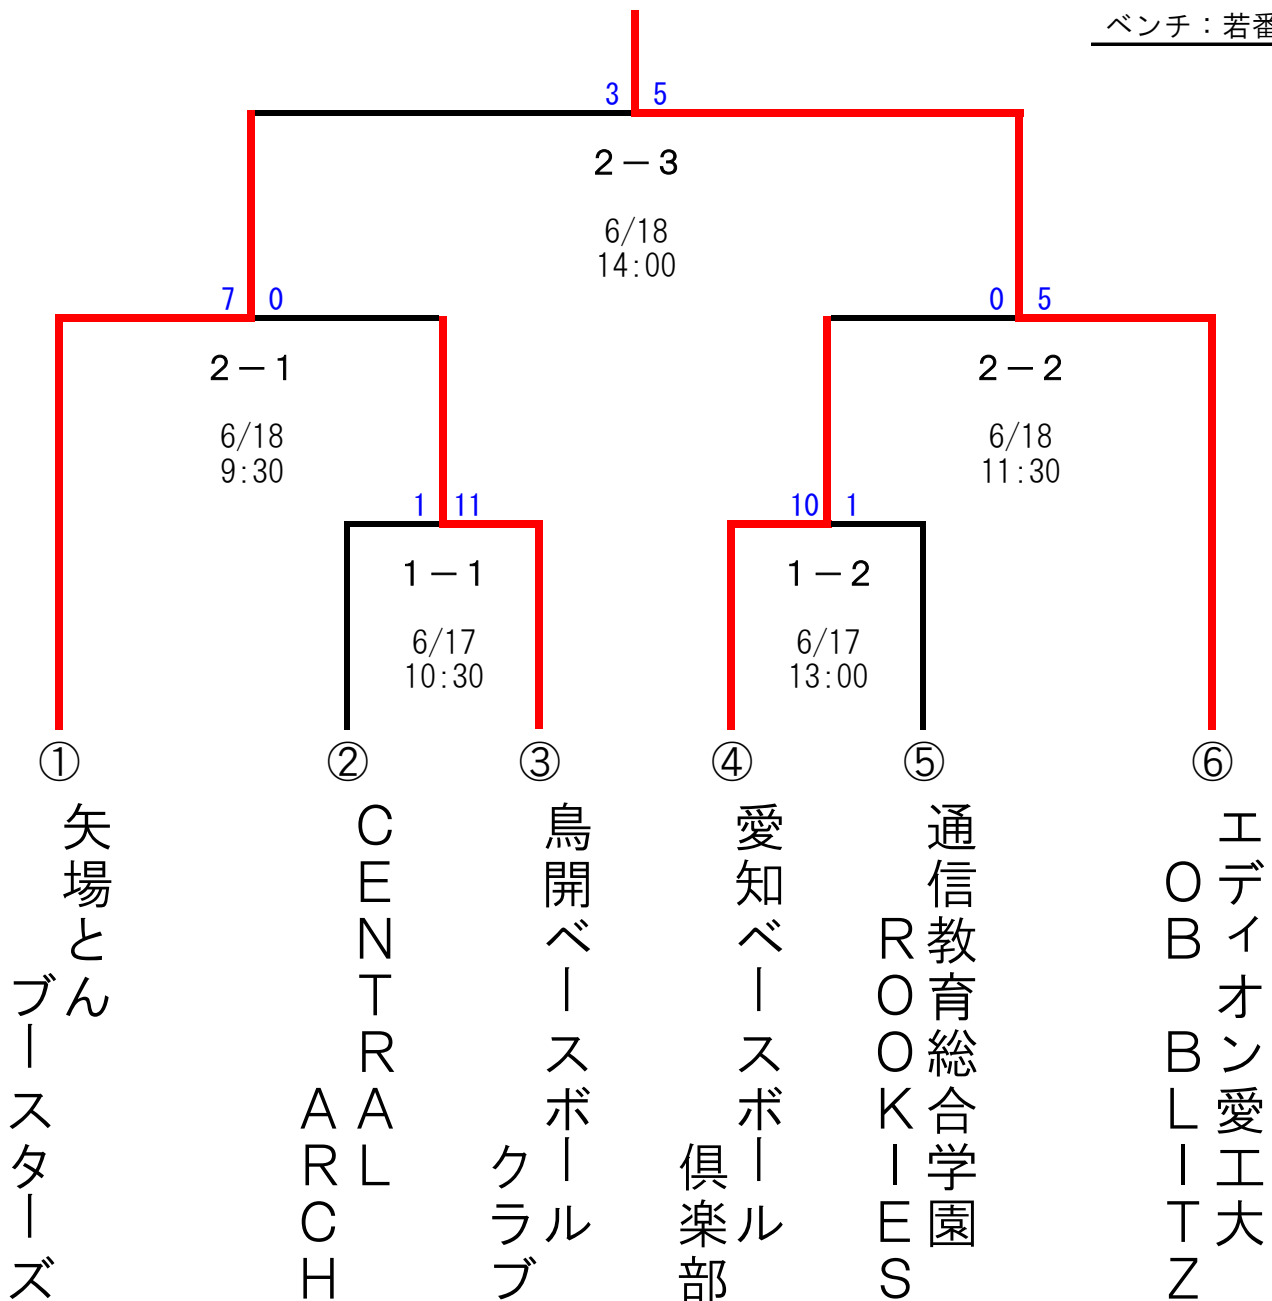 ベンチ：若番
3 5
２－３
6/18
14:00
7 0
0 5
２－１
２－２
6/18
9:30
6/18
11:30
1 11
10 1
１－１
１－２
6/17
10:30
6/17
13:00
① ② ③ ④ ⑤ ⑥
矢場とん
ブースターズ
ＣＥＮＴＲＡＬ
ＡＲＣＨ
鳥開ベースボール
クラブ
愛知ベースボール
倶楽部
通信教育総合学園
ＲＯＯＫＩＥＳ
エディオン愛工大
ＯＢ ＢＬＩＴＺ